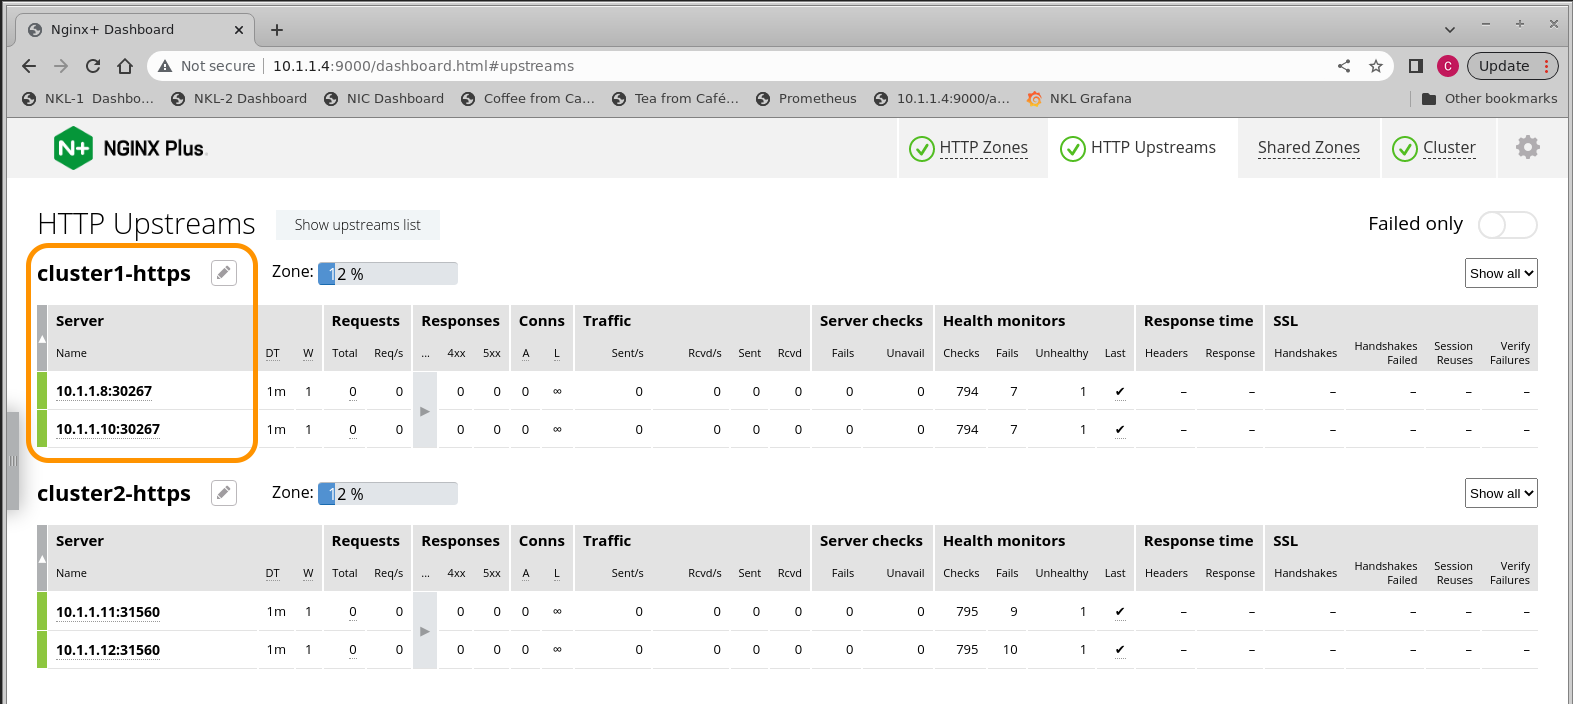 Nginx+ Dashboard
Not secure 10.1.1.4:9000/dashboard.html#upstreams C Update
NKL-1 Dashbo... NKL-2 Dashboard NIC Dashboard Coffee from Ca... Tea from Café... Prometheus 10.1.1.4:9000/a... NKL Grafana Other bookmarks
N+ NGINX Plus HTTP Zones HTTP Upstreams Shared Zones Cluster
HTTP Upstreams Show upstreams list Failed only
cluster1-https Zone: 12 % Show all
Server Requests Responses Conns Traffic Server checks Health monitors Response time SSL
Name DT W Total Req/s ... 4xx 5xx A L Sent/s Rcvd/s Sent Rcvd Fails Unavail Checks Fails Unhealthy Last Headers Response Handshakes Handshakes Failed Session Reuses Verify Failures
10.1.1.8:30267 1m 1 0 0 0 0 0 ∞ 0 0 0 0 0 0 794 7 1 ✔ – – – – – –
10.1.1.10:30267 1m 1 0 0 0 0 0 ∞ 0 0 0 0 0 0 794 7 1 ✔ – – – – – –
cluster2-https Zone: 12 % Show all
Server Requests Responses Conns Traffic Server checks Health monitors Response time SSL
Name DT W Total Req/s ... 4xx 5xx A L Sent/s Rcvd/s Sent Rcvd Fails Unavail Checks Fails Unhealthy Last Headers Response Handshakes Handshakes Failed Session Reuses Verify Failures
10.1.1.11:31560 1m 1 0 0 0 0 0 ∞ 0 0 0 0 0 0 795 9 1 ✔ – – – – – –
10.1.1.12:31560 1m 1 0 0 0 0 0 ∞ 0 0 0 0 0 0 795 10 1 ✔ – – – – – –